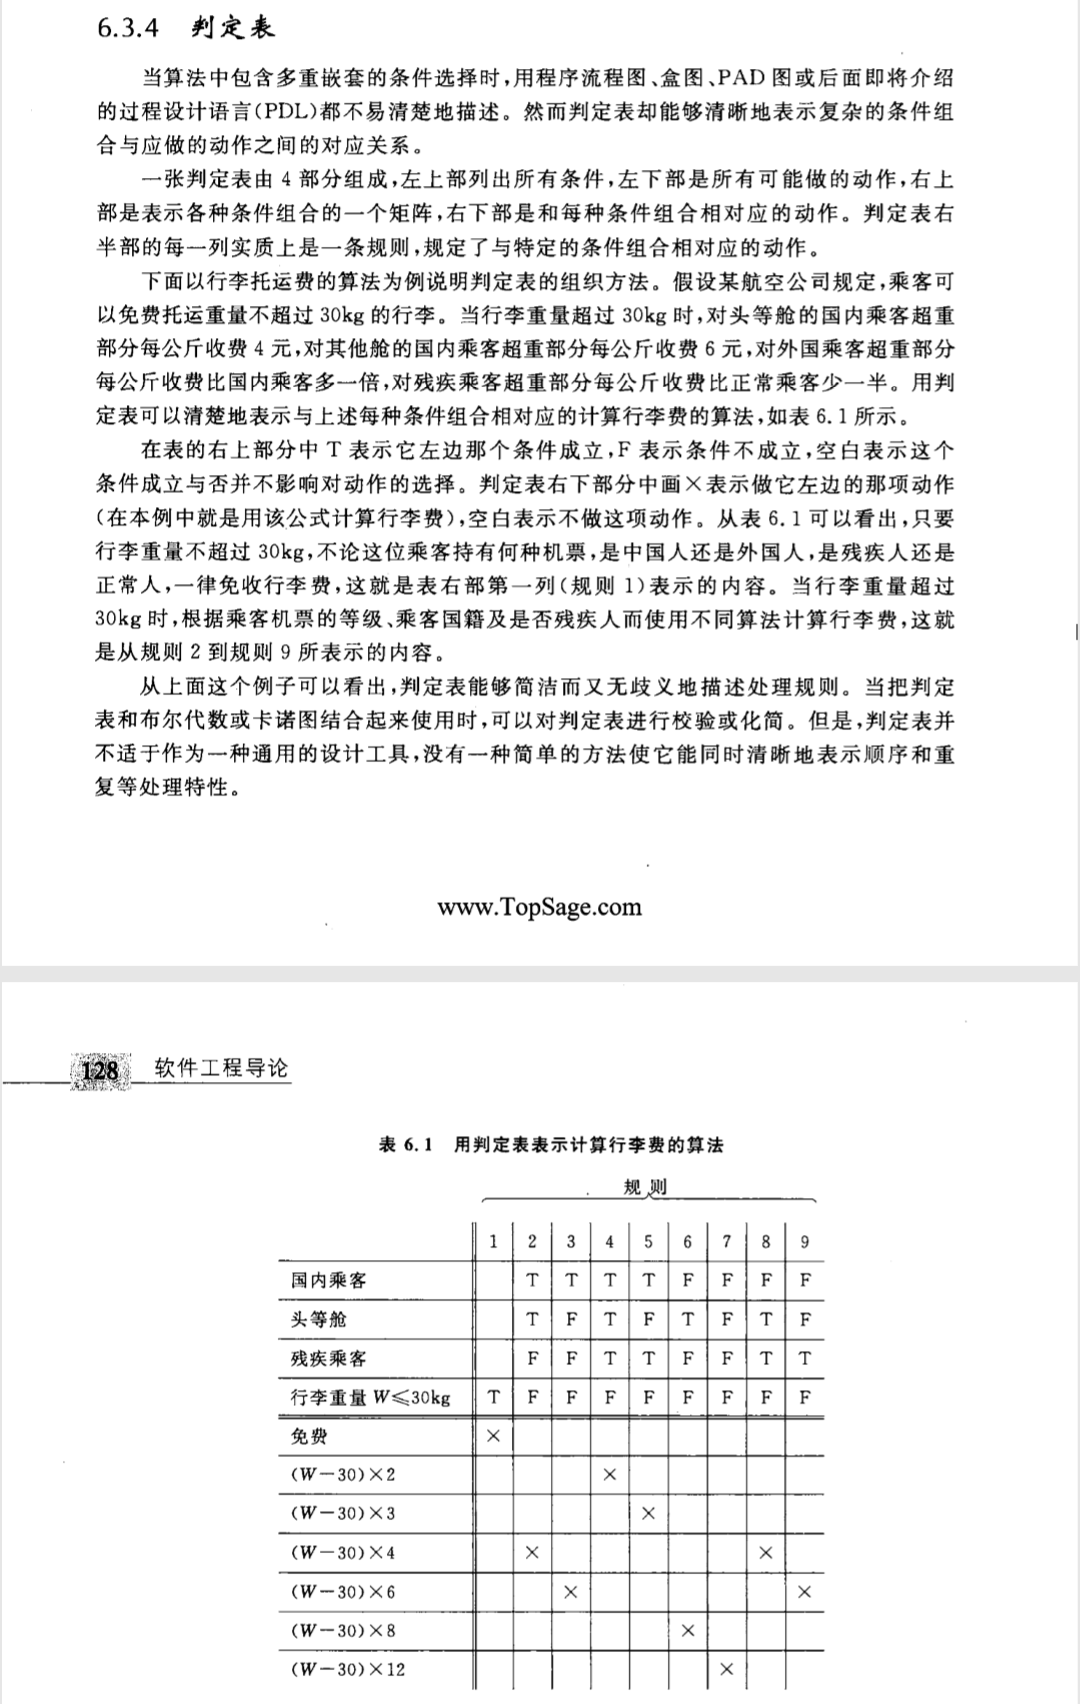 6.3.4 判定表
当算法中包含多重嵌套的条件选择时,用程序流程图、盒图、PAD 图或后面即将介绍
的过程设计语言(PDL)都不易清楚地描述。然而判定表却能够清晰地表示复杂的条件组
合与应做的动作之间的对应关系。
一张判定表由 4 部分组成,左上部列出所有条件,左下部是所有可能做的动作,右上
部是表示各种条件组合的一个矩阵,右下部是和每种条件组合相对应的动作。判定表右
半部的每一列实质上是一条规则,规定了与特定的条件组合相对应的动作。
下面以行李托运费的算法为例说明判定表的组织方法。假设某航空公司规定,乘客可
以免费托运重量不超过 30kg 的行李。当行李重量超过 30kg 时,对头等舱的国内乘客超重
部分每公斤收费 4 元,对其他舱的国内乘客超重部分每公斤收费 6 元,对外国乘客超重部分
每公斤收费比国内乘客多一倍,对残疾乘客超重部分每公斤收费比正常乘客少一半。用判
定表可以清楚地表示与上述每种条件组合相对应的计算行李费的算法,如表 6.1 所示。
在表的右上部分中 T 表示它左边那个条件成立,F 表示条件不成立,空白表示这个
条件成立与否并不影响对动作的选择。判定表右下部分中画×表示做它左边的那项动作
(在本例中就是用该公式计算行李费),空白表示不做这项动作。从表 6.1 可以看出,只要
行李重量不超过 30kg,不论这位乘客持有何种机票,是中国人还是外国人,是残疾人还是
正常人,一律免收行李费,这就是表右部第一列(规则 1)表示的内容。当行李重量超过
30kg 时,根据乘客机票的等级、乘客国籍及是否残疾人而使用不同算法计算行李费,这就
是从规则 2 到规则 9 所表示的内容。
从上面这个例子可以看出,判定表能够简洁而又无歧义地描述处理规则。当把判定
表和布尔代数或卡诺图结合起来使用时,可以对判定表进行校验或化简。但是,判定表并
不适于作为一种通用的设计工具,没有一种简单的方法使它能同时清晰地表示顺序和重
复等处理特性。
www.TopSage.com
128 软件工程导论
表 6.1 用判定表表示计算行李费的算法
规则
1 2 3 4 5 6 7 8 9
国内乘客 T T T T F F F F
头等舱 T F T F T F T F
残疾乘客 F F T T F F T T
行李重量 W≤30kg T F F F F F F F F
免费 ×
(W－30)×2 ×
(W－30)×3 ×
(W－30)×4 × ×
(W－30)×6 × ×
(W－30)×8 ×
(W－30)×12 ×